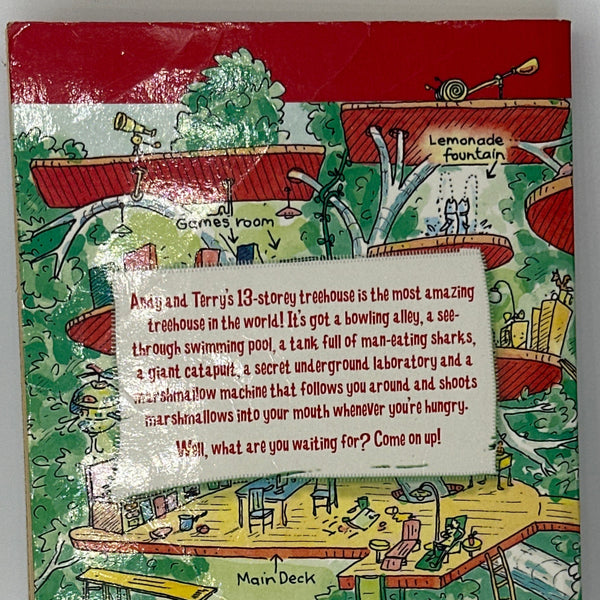 Lemonade
fountain
Games room
Andy and Terry's 13-storey treehouse is the most amazing
treehouse in the world! It's got a bowling alley, a see-
through swimming pool, a tank full of man-eating sharks,
a giant catapult, a secret underground laboratory and a
marshmallow machine that follows you around and shoots
marshmallows into your mouth whenever you're hungry.
Well, what are you waiting for? Come on up!
Main Deck